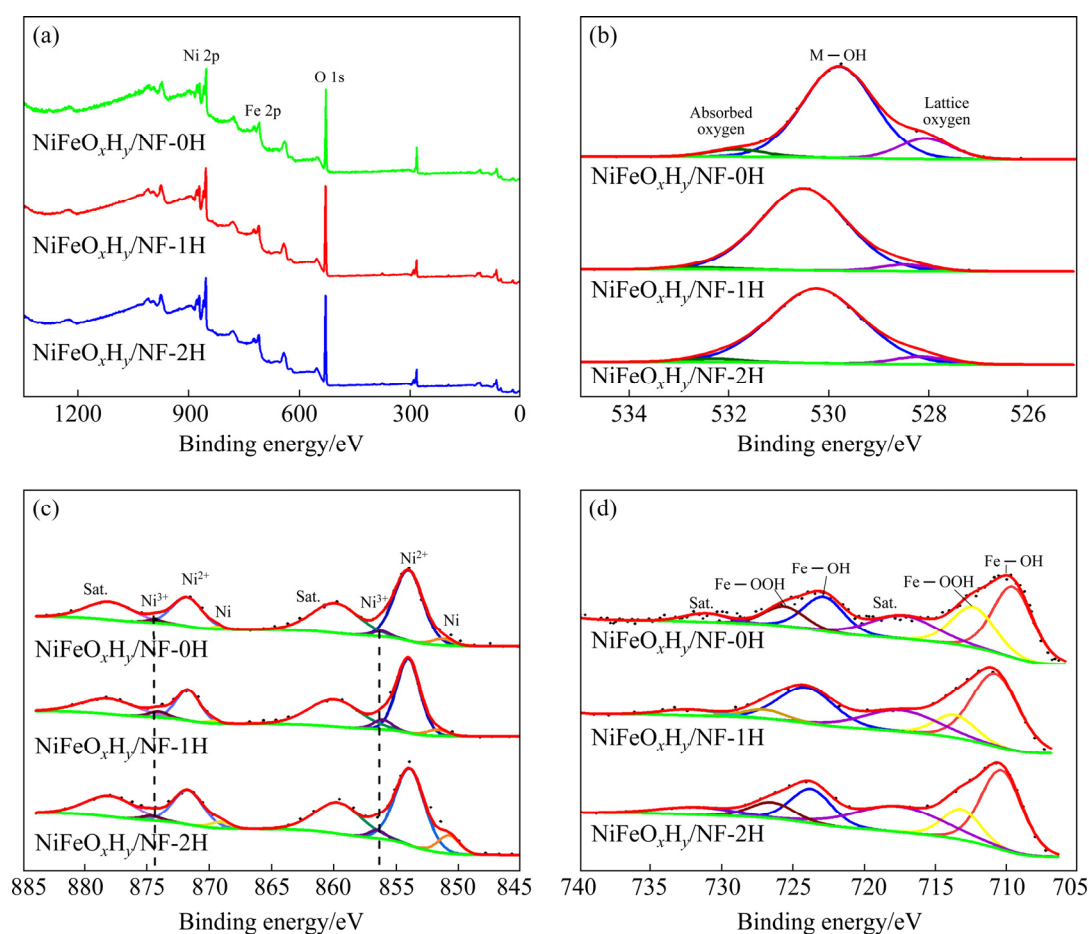 (a)
Ni 2p
Fe 2p
O 1s
NiFeOxHy/NF-0H
NiFeOxHy/NF-1H
NiFeOxHy/NF-2H
1200 900 600 300 0
Binding energy/eV
(b)
M—OH
Absorbed
oxygen
Lattice
oxygen
NiFeOxHy/NF-0H
NiFeOxHy/NF-1H
NiFeOxHy/NF-2H
534 532 530 528 526
Binding energy/eV
(c)
Sat.
Ni3+
Ni2+
Ni
Sat.
Ni3+
Ni2+
Ni
NiFeOxHy/NF-0H
NiFeOxHy/NF-1H
NiFeOxHy/NF-2H
885 875 870 865 860 854 850 845
Binding energy/eV
(d)
Sat.
Fe—OOH
Fe—OH
Sat.
Fe—OOH
Fe—OH
NiFeOxHy/NF-0H
NiFeOxHy/NF-1H
NiFeOxHy/NF-2H
740 730 725 720 715 710 705
Binding energy/eV